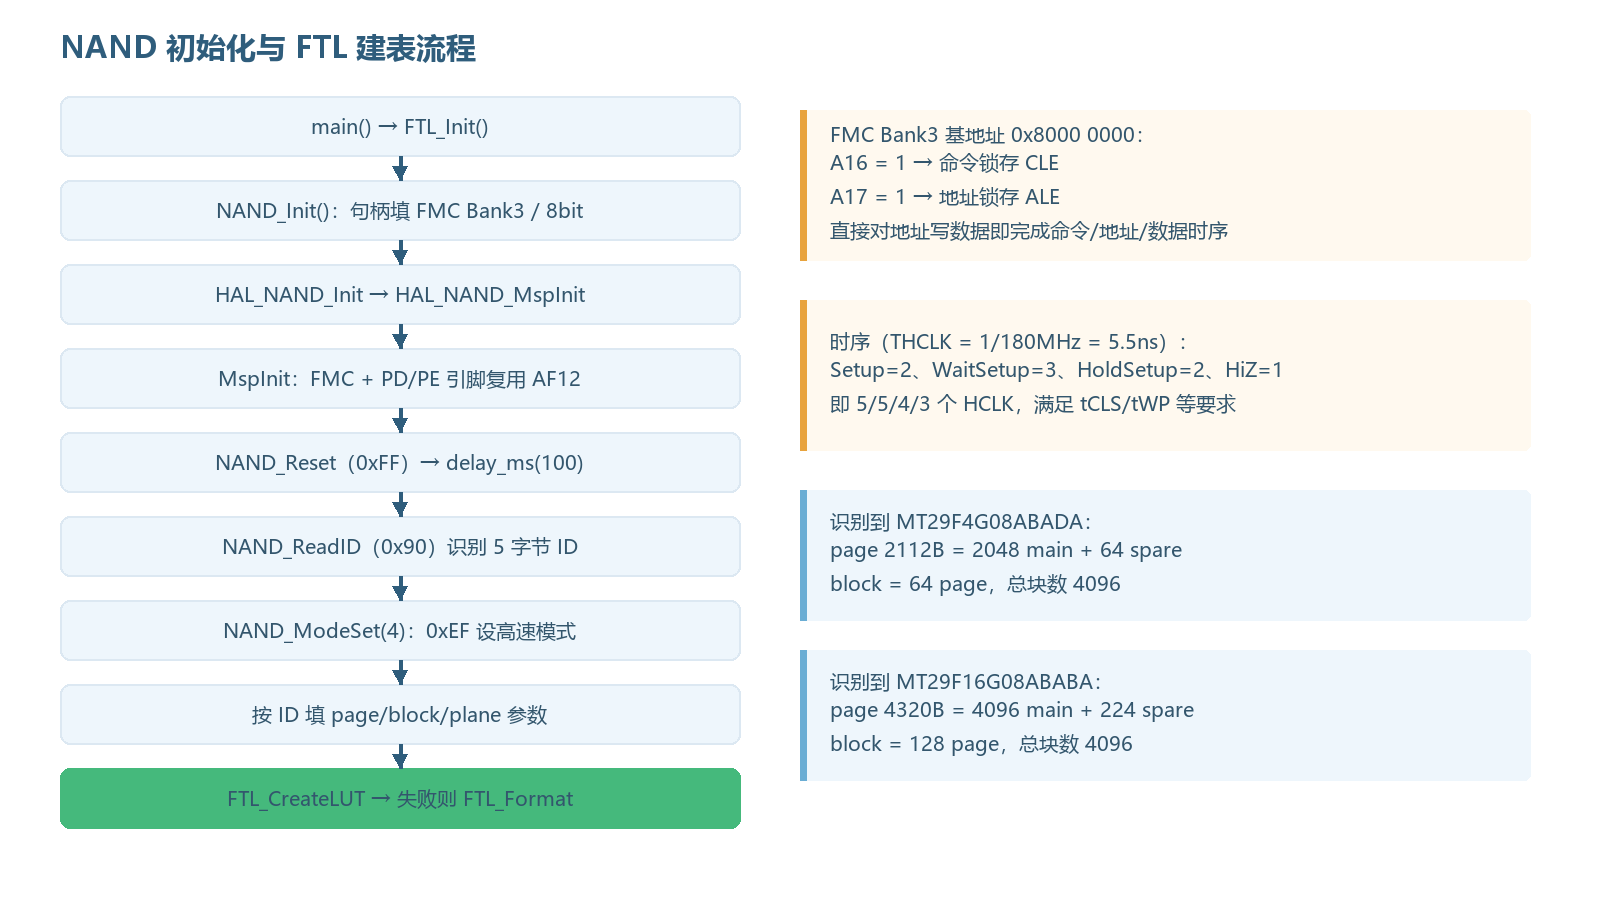 NAND 初始化与 FTL 建表流程
main() → FTL_Init()
NAND_Init()：句柄填 FMC Bank3 / 8bit
HAL_NAND_Init → HAL_NAND_MspInit
MspInit：FMC + PD/PE 引脚复用 AF12
NAND_Reset（0xFF）→ delay_ms(100)
NAND_ReadID（0x90）识别 5 字节 ID
NAND_ModeSet(4)：0xEF 设高速模式
按 ID 填 page/block/plane 参数
FTL_CreateLUT → 失败则 FTL_Format
FMC Bank3 基地址 0x8000 0000：
A16 = 1 → 命令锁存 CLE
A17 = 1 → 地址锁存 ALE
直接对地址写数据即完成命令/地址/数据时序
时序（THCLK = 1/180MHz = 5.5ns）：
Setup=2、WaitSetup=3、HoldSetup=2、HiZ=1
即 5/5/4/3 个 HCLK，满足 tCLS/tWP 等要求
识别到 MT29F4G08ABADA：
page 2112B = 2048 main + 64 spare
block = 64 page，总块数 4096
识别到 MT29F16G08ABABA：
page 4320B = 4096 main + 224 spare
block = 128 page，总块数 4096